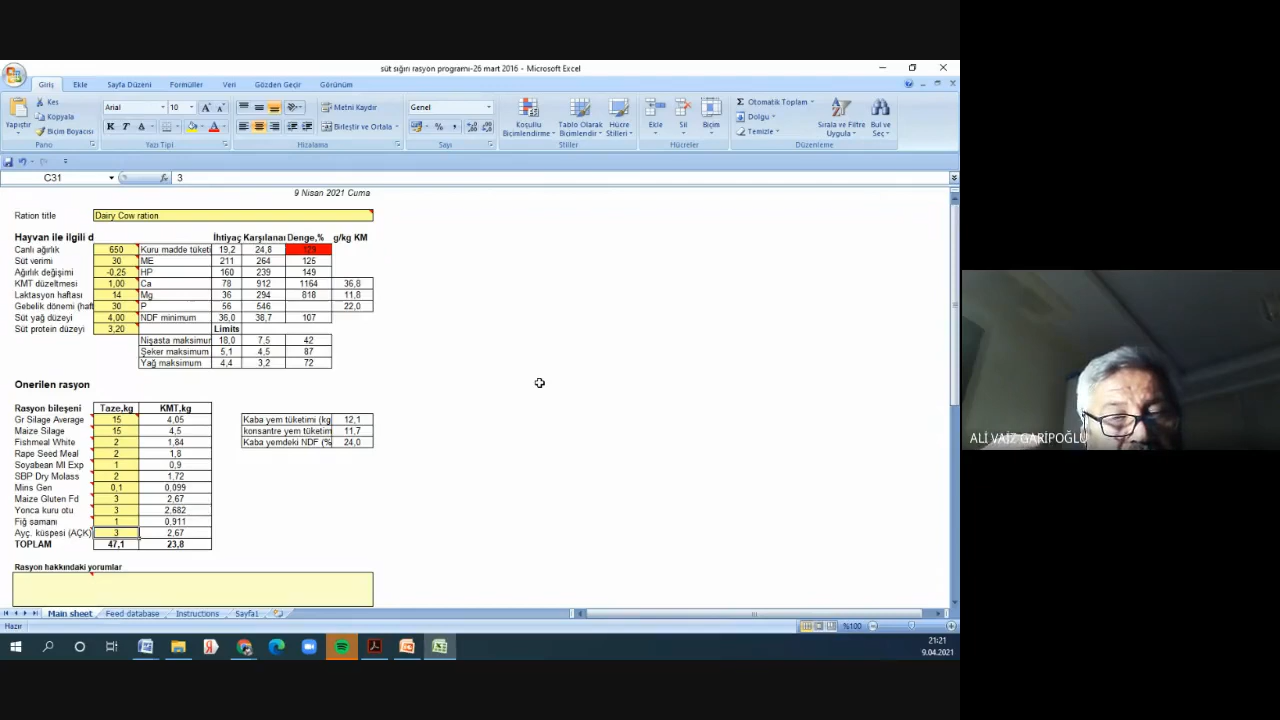 süt sığırı rasyon programı-26 mart 2016 - Microsoft Excel
Giriş Ekle Sayfa Düzeni Formüller Veri Gözden Geçir Görünüm
Yapıştır Kes Kopyala Biçim Boyacısı
Arial 10
K T A
Metni Kaydır
Birleştir ve Ortala
Genel
Koşullu Biçimlendirme Tablo Olarak Biçimlendir Hücre Stilleri
Ekle Sil Biçim
Otomatik Toplam
Dolgu
Temizle
Sırala ve Filtre Uygula Bul ve Seç
Pano Yazı Tipi Hizalama Sayı Stiller Hücreler Düzenleme
C31 fx 3
9 Nisan 2021 Cuma
Ration title Dairy Cow ration
Hayvan ile ilgili d İhtiyaç Karşılanan Denge,% g/kg KM
Canlı ağırlık 650 Kuru madde tüketi 19,2 24,8 129
Süt verimi 30 ME 211 264 125
Ağırlık değişimi -0,25 HP 160 239 149
KMT düzeltmesi 1,00 Ca 78 912 1164 36,8
Laktasyon haftası 14 Mg 36 294 818 11,8
Gebelik dönemi (haft 30 P 56 546 22,0
Süt yağ düzeyi 4,00 NDF minimum 36,0 38,7 107
Süt protein düzeyi 3,20 Limits
Nişasta maksimum 18,0 7,5 42
Şeker maksimum 5,1 4,5 87
Yağ maksimum 4,4 3,2 72
Onerilen rasyon
Rasyon bileşeni Taze,kg KMT,kg
Gr Silage Average 15 4,05 Kaba yem tüketimi (kg 12,1
Maize Silage 15 4,5 konsantre yem tüketim 11,7
Fishmeal White 2 1,84 Kaba yemdeki NDF (% 24,0
Rape Seed Meal 2 1,8
Soyabean Ml Exp 1 0,9
SBP Dry Molass 2 1,72
Mins Gen 0,1 0,099
Maize Gluten Fd 3 2,67
Yonca kuru otu 3 2,682
Fiğ samanı 1 0,911
Ayç. küspesi (AÇK) 3 2,67
TOPLAM 47,1 23,8
Rasyon hakkındaki yorumlar
Main sheet Feed database Instructions Sayfa1
Hazır %100
21:21
9.04.2021
ALİ VAİZ GARİPOĞLU